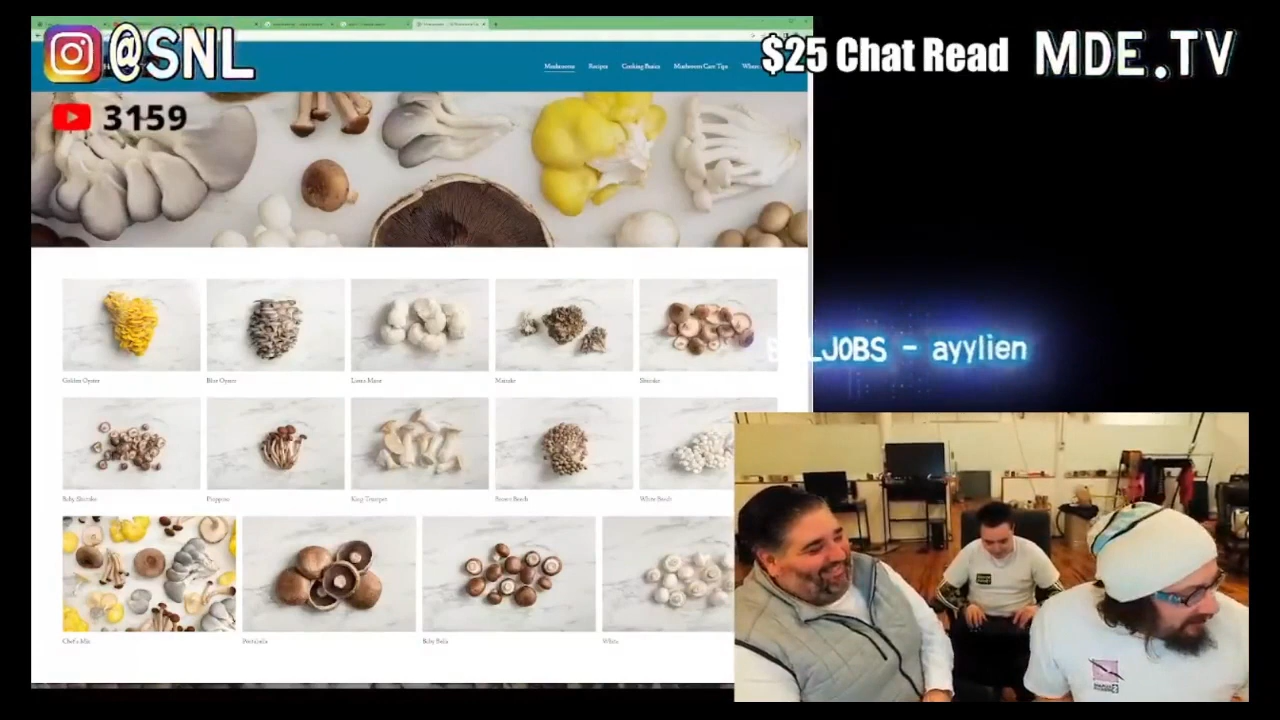 @SNL
3159
Mushrooms Recipes Cooking Basics Mushroom Care Tips
$25 Chat Read
MDE.TV
JOBS - ayylien
Golden Oyster
Blue Oyster
Lions Mane
Maitake
Shiitake
Baby Shiitake
Pioppino
King Trumpet
Brown Beech
White Beech
Chef's Mix
Portabella
Baby Bella
White